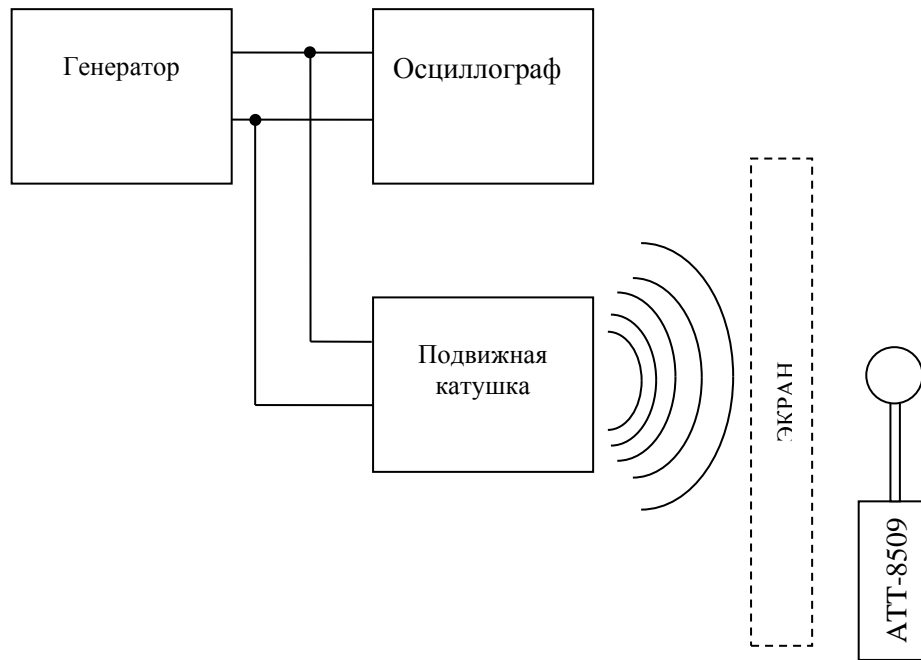 Генератор
Осциллограф
Подвижная
катушка
ЭКРАН
АТТ-8509